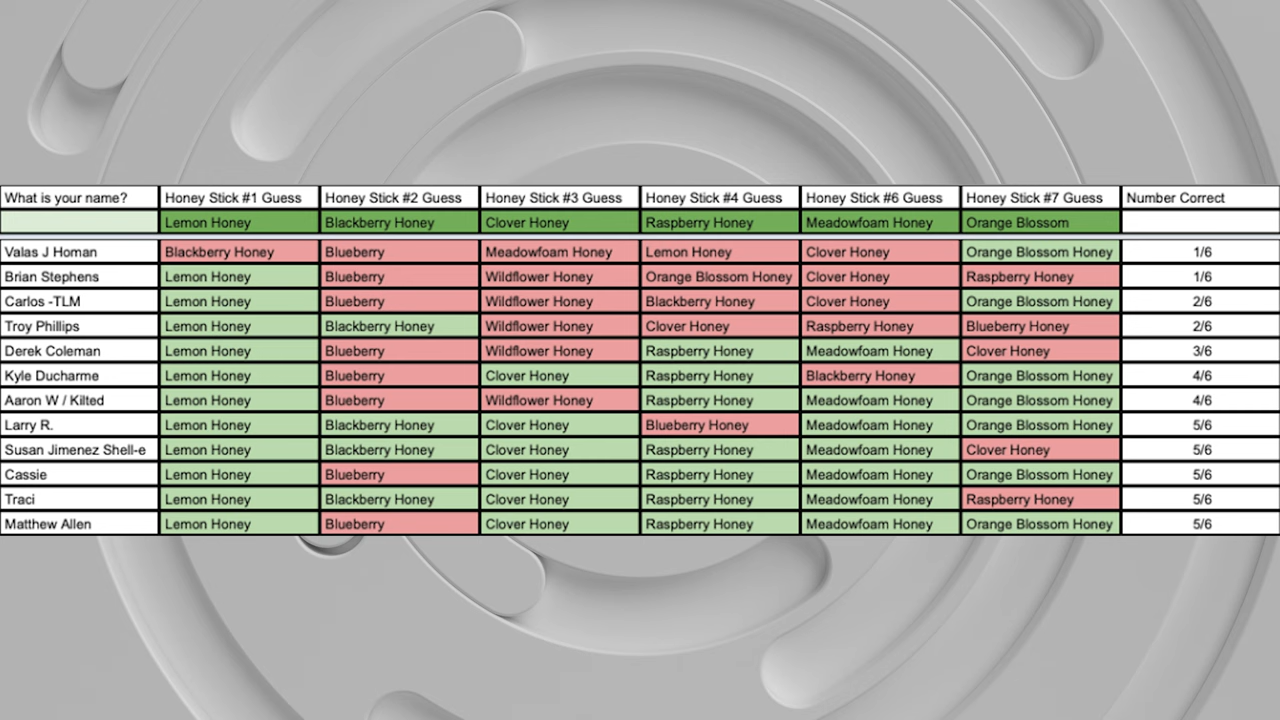 What is your name? Honey Stick #1 Guess Honey Stick #2 Guess Honey Stick #3 Guess Honey Stick #4 Guess Honey Stick #6 Guess Honey Stick #7 Guess Number Correct
Lemon Honey Blackberry Honey Clover Honey Raspberry Honey Meadowfoam Honey Orange Blossom
Valas J Homan Blackberry Honey Blueberry Meadowfoam Honey Lemon Honey Clover Honey Orange Blossom Honey 1/6
Brian Stephens Lemon Honey Blueberry Wildflower Honey Orange Blossom Honey Clover Honey Raspberry Honey 1/6
Carlos -TLM Lemon Honey Blueberry Wildflower Honey Blackberry Honey Clover Honey Orange Blossom Honey 2/6
Troy Phillips Lemon Honey Blackberry Honey Wildflower Honey Clover Honey Raspberry Honey Blueberry Honey 2/6
Derek Coleman Lemon Honey Blueberry Wildflower Honey Raspberry Honey Meadowfoam Honey Clover Honey 3/6
Kyle Ducharme Lemon Honey Blueberry Clover Honey Raspberry Honey Blackberry Honey Orange Blossom Honey 4/6
Aaron W / Kilted Lemon Honey Blueberry Wildflower Honey Raspberry Honey Meadowfoam Honey Orange Blossom Honey 4/6
Larry R. Lemon Honey Blackberry Honey Clover Honey Blueberry Honey Meadowfoam Honey Orange Blossom Honey 5/6
Susan Jimenez Shell-e Lemon Honey Blackberry Honey Clover Honey Raspberry Honey Meadowfoam Honey Clover Honey 5/6
Cassie Lemon Honey Blueberry Clover Honey Raspberry Honey Meadowfoam Honey Orange Blossom Honey 5/6
Traci Lemon Honey Blackberry Honey Clover Honey Raspberry Honey Meadowfoam Honey Raspberry Honey 5/6
Matthew Allen Lemon Honey Blueberry Clover Honey Raspberry Honey Meadowfoam Honey Orange Blossom Honey 5/6